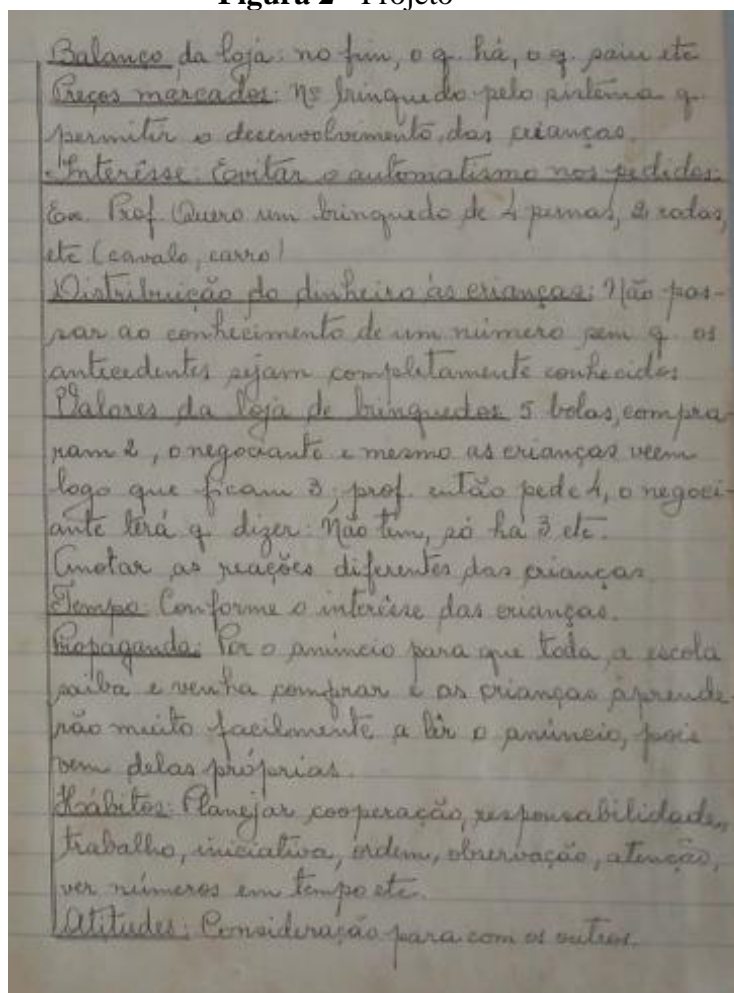 Figura 2 - Projeto
Balanço da loja: no fim, o q. há, o q. saiu etc
Preços marcados: Nº brinquedo pelo sistema q.
permitir o desenvolvimento das crianças.
Interêsse: Evitar o automatismo nos pedidos:
Ex. Prof. Quero um brinquedo de 4 pernas, 2 rodas,
etc (cavalo, carro)
Distribuição do dinheiro às crianças: Não pas-
sar ao conhecimento de um número sem q. os
antecedentes sejam completamente conhecidos
Valores da loja de brinquedos 5 bolas, compra
ram 2, o negociante e mesmo as crianças veem
logo que ficam 3; prof. então pede 4, o negoci-
ante terá q. dizer: Não tem, só há 3 etc.
Anotar as reações diferentes das crianças
Tempo: Conforme o interêsse das crianças.
Propaganda: Por o anúncio para que toda a escola
saiba e venha comprar e as crianças aprende
rão muito facilmente a lêr o anúncio, pois
vem delas próprias.
Hábitos: Planejar, cooperação, responsabilidade,
trabalho, iniciativa, ordem, observação, atenção,
ver números em tempo etc.
Atitudes: Consideração para com os outros.